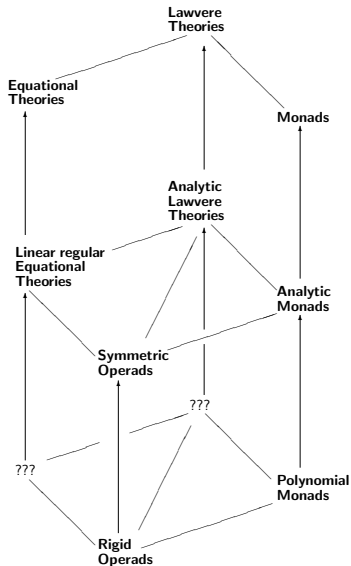 Lawvere
Theories
Equational
Theories
Monads
Analytic
Lawvere
Theories
Linear regular
Equational
Theories
Analytic
Monads
Symmetric
Operads
???
???
Polynomial
Monads
Rigid
Operads